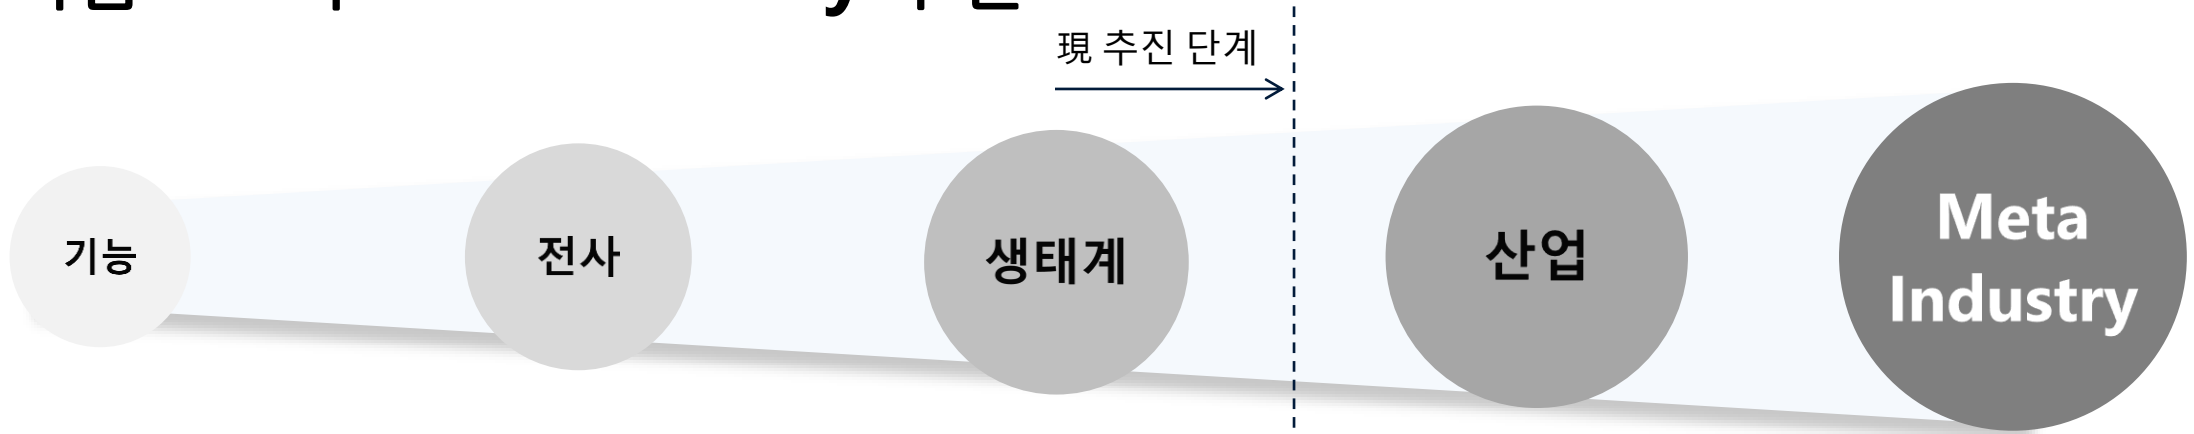 現 추진 단계
기능
전사
생태계
산업
Meta
Industry